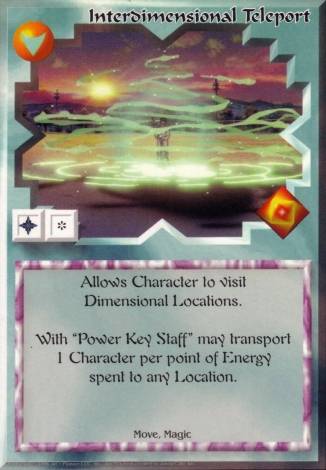 Interdimensional Teleport
Allows Character to visit
Dimensional Locations.
With "Power Key Staff" may transport
1 Character per point of Energy
spent to any Location.
Move, Magic